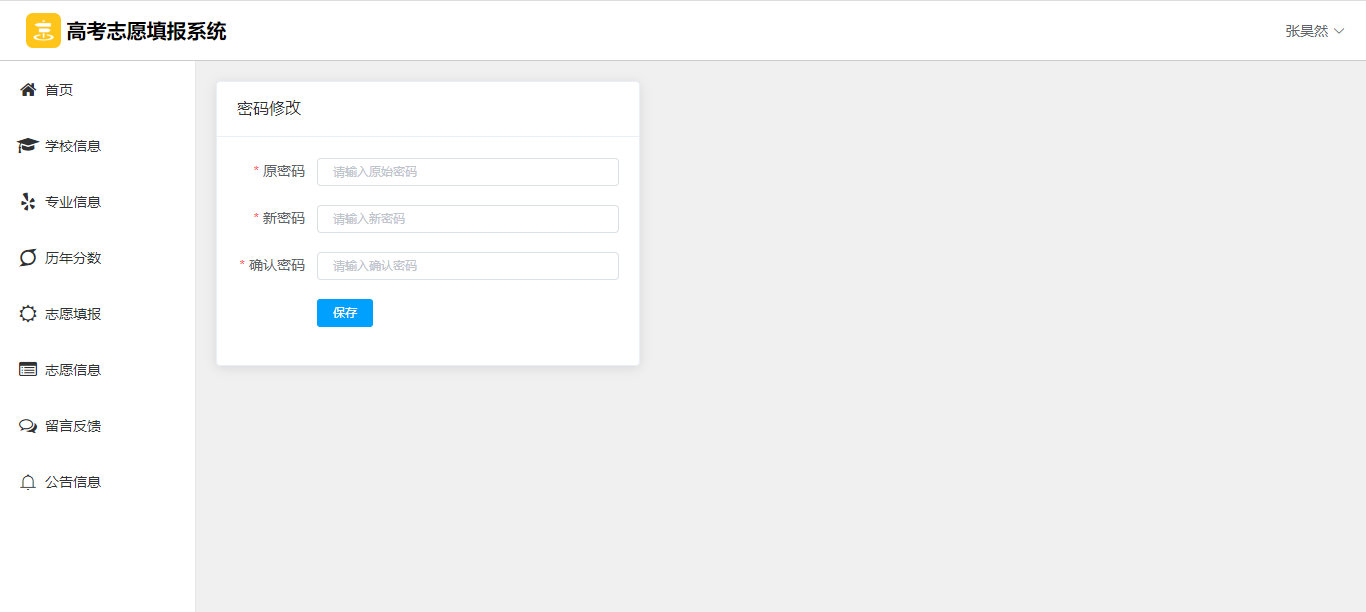 高考志愿填报系统
张昊然
首页
学校信息
专业信息
历年分数
志愿填报
志愿信息
留言反馈
公告信息
密码修改
* 原密码 请输入原始密码
* 新密码 请输入新密码
* 确认密码 请输入确认密码
保存